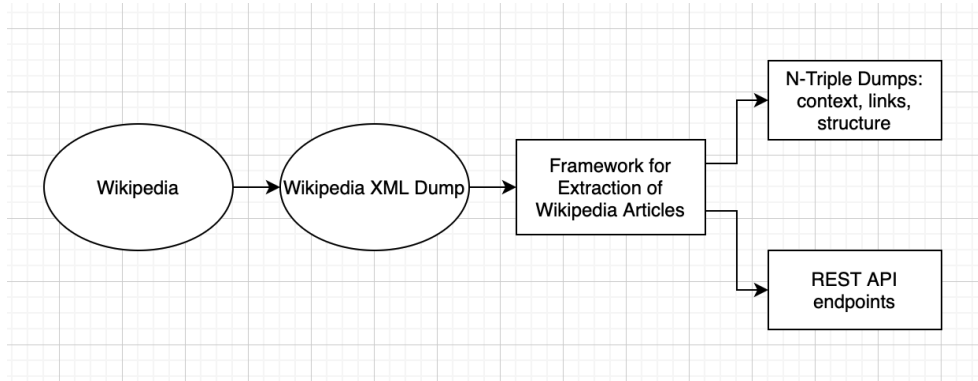 Wikipedia
Wikipedia XML Dump
Framework for
Extraction of
Wikipedia Articles
N-Triple Dumps:
context, links,
structure
REST API
endpoints